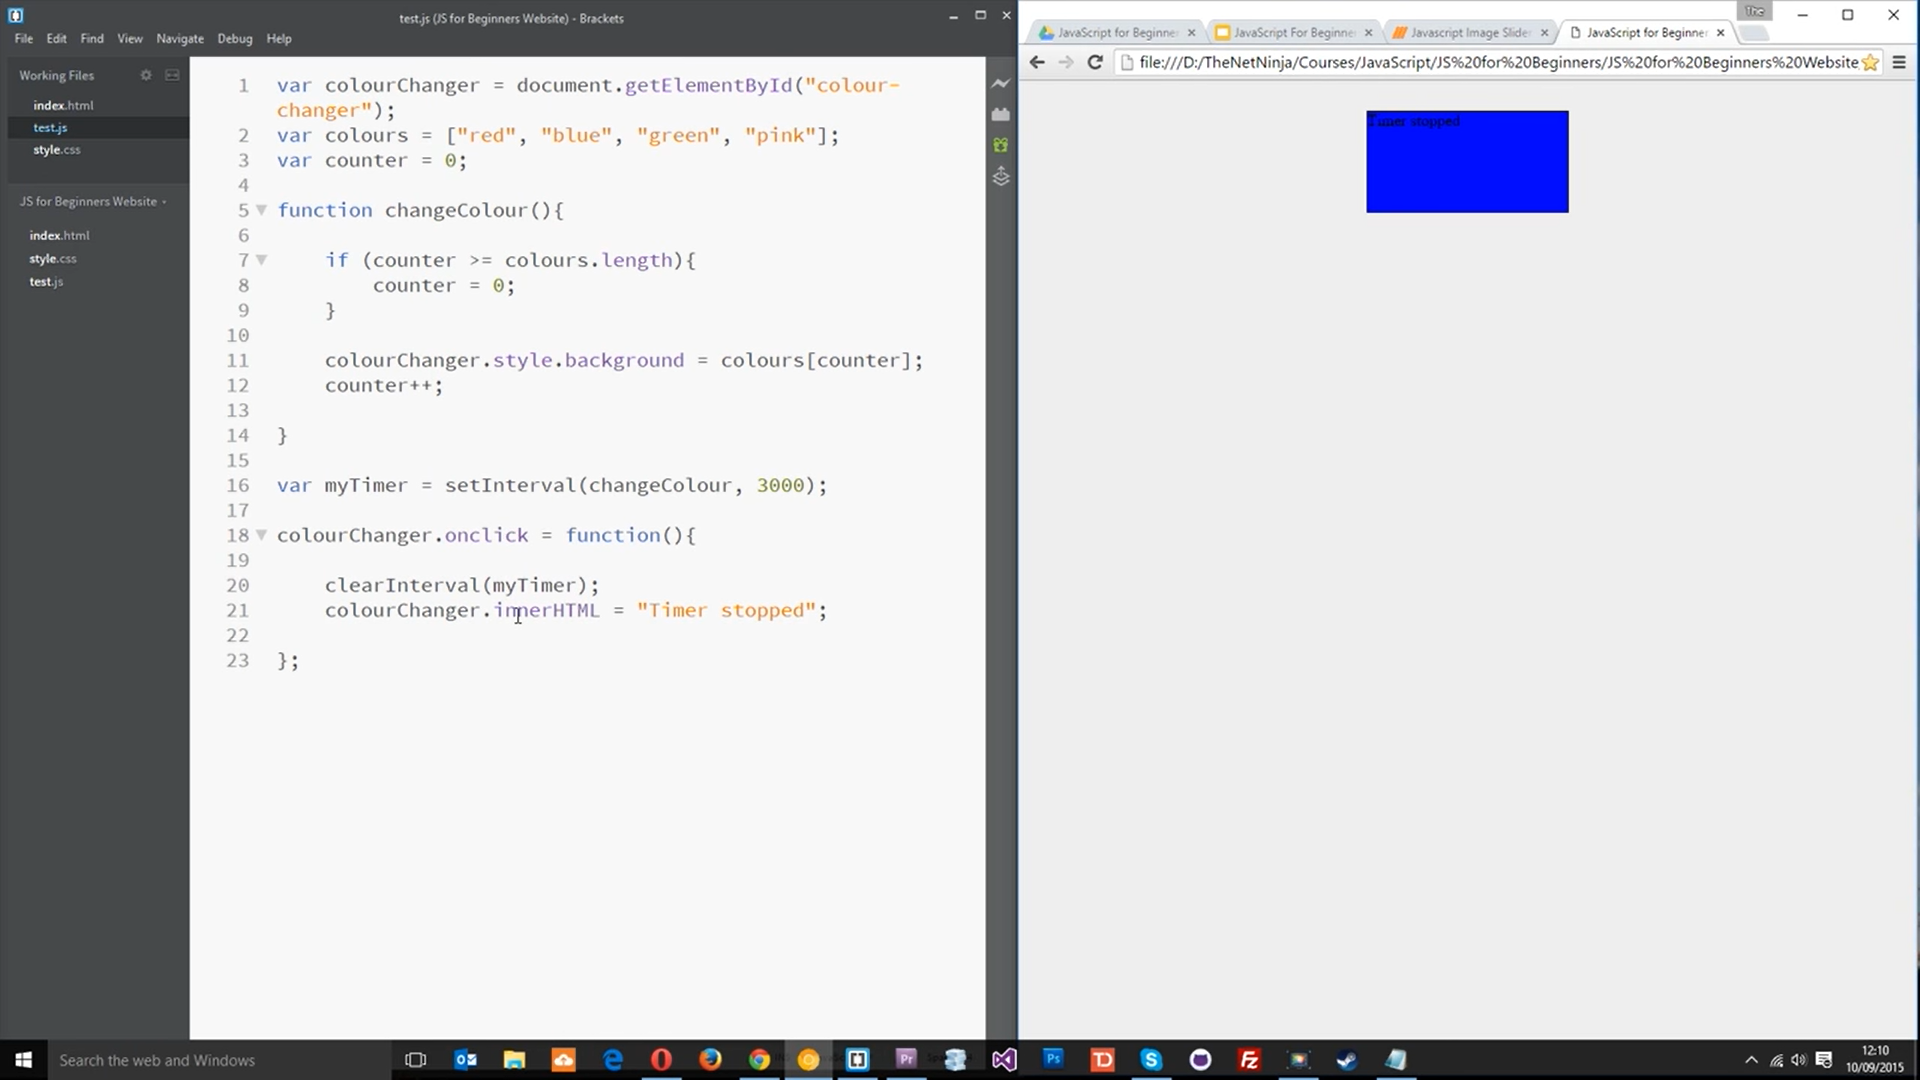 test.js (JS for Beginners Website) - Brackets
File Edit Find View Navigate Debug Help
Working Files
index.html
test.js
style.css
JS for Beginners Website
index.html
style.css
test.js
1 var colourChanger = document.getElementById("colour-
changer");
2 var colours = ["red", "blue", "green", "pink"];
3 var counter = 0;
4
5 function changeColour(){
6
7 if (counter >= colours.length){
8 counter = 0;
9 }
10
11 colourChanger.style.background = colours[counter];
12 counter++;
13
14 }
15
16 var myTimer = setInterval(changeColour, 3000);
17
18 colourChanger.onclick = function(){
19
20 clearInterval(myTimer);
21 colourChanger.innerHTML = "Timer stopped";
22
23 };
The
JavaScript for Beginne JavaScript For Beginne Javascript Image Slide JavaScript for Beginne
file:///D:/TheNetNinja/Courses/JavaScript/JS%20for%20Beginners/JS%20for%20Beginners%20Website
Timer stopped
Search the web and Windows
Pr
Ps
TD
Fz
12:10
10/09/2015